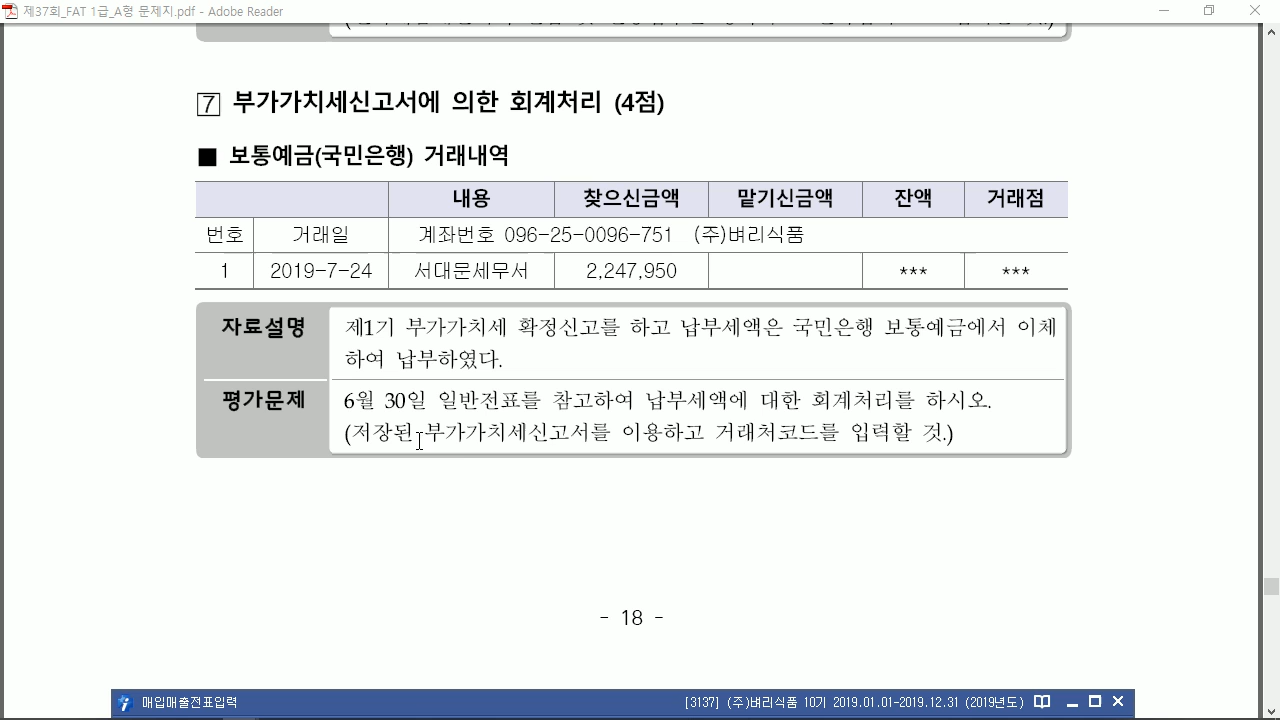 제37회_FAT 1급_A형 문제지.pdf - Adobe Reader
7 부가가치세신고서에 의한 회계처리 (4점)
■ 보통예금(국민은행) 거래내역
내용 찾으신금액 맡기신금액 잔액 거래점
번호 거래일 계좌번호 096-25-0096-751 (주)벼리식품
1 2019-7-24 서대문세무서 2,247,950 *** ***
자료설명 제1기 부가가치세 확정신고를 하고 납부세액은 국민은행 보통예금에서 이체
하여 납부하였다.
평가문제 6월 30일 일반전표를 참고하여 납부세액에 대한 회계처리를 하시오.
(저장된 부가가치세신고서를 이용하고 거래처코드를 입력할 것.)
- 18 -
매입매출전표입력 [3137] (주)벼리식품 10기 2019.01.01-2019.12.31 (2019년도)